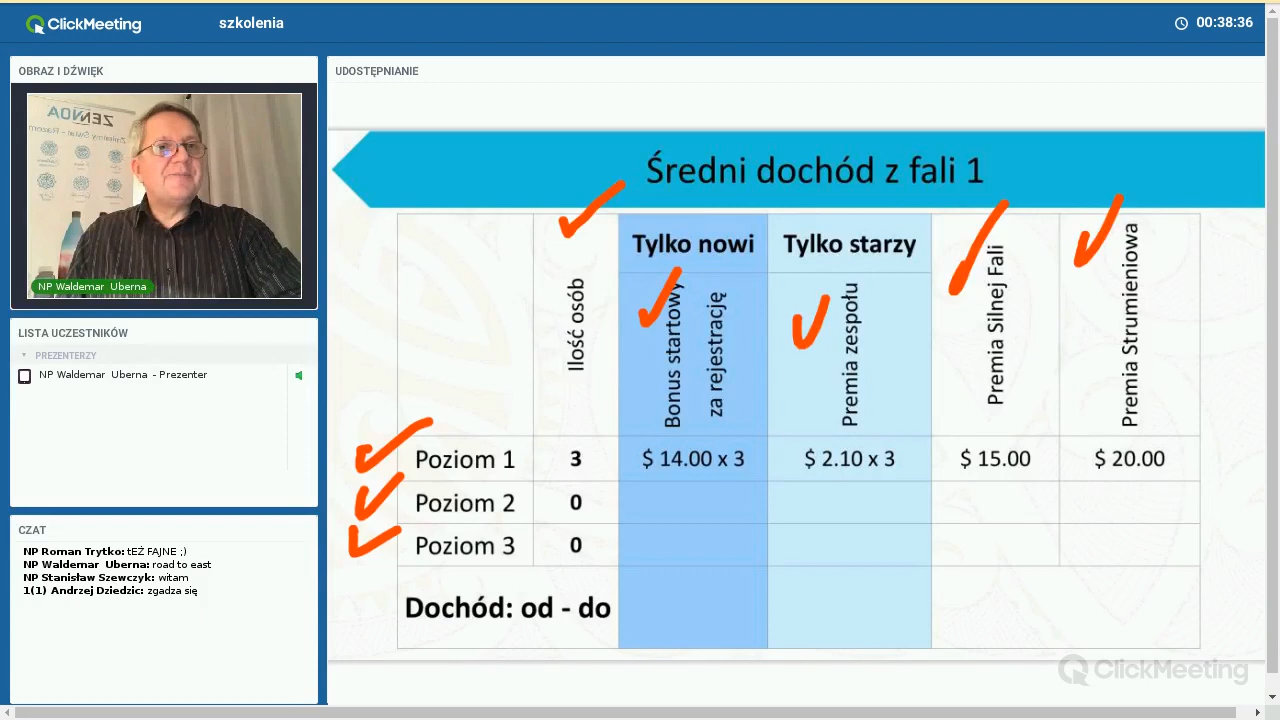 ClickMeeting
szkolenia
00:38:36
OBRAZ I DŹWIĘK
UDOSTĘPNIANIE
ZENNOA
NP Waldemar Uberna
LISTA UCZESTNIKÓW
PREZENTERZY
NP Waldemar Uberna - Prezenter
CZAT
NP Roman Trytko: tEŻ FAJNE ;)
NP Waldemar Uberna: road to east
NP Stanisław Szewczyk: witam
1(1) Andrzej Dziedzic: zgadza się
Średni dochód z fali 1
Ilość osób
Tylko nowi
Tylko starzy
Bonus startowy
za rejestrację
Premia zespołu
Premia Silnej Fali
Premia Strumieniowa
Poziom 1 3 $ 14.00 x 3 $ 2.10 x 3 $ 15.00 $ 20.00
Poziom 2 0
Poziom 3 0
Dochód: od - do
ClickMeeting